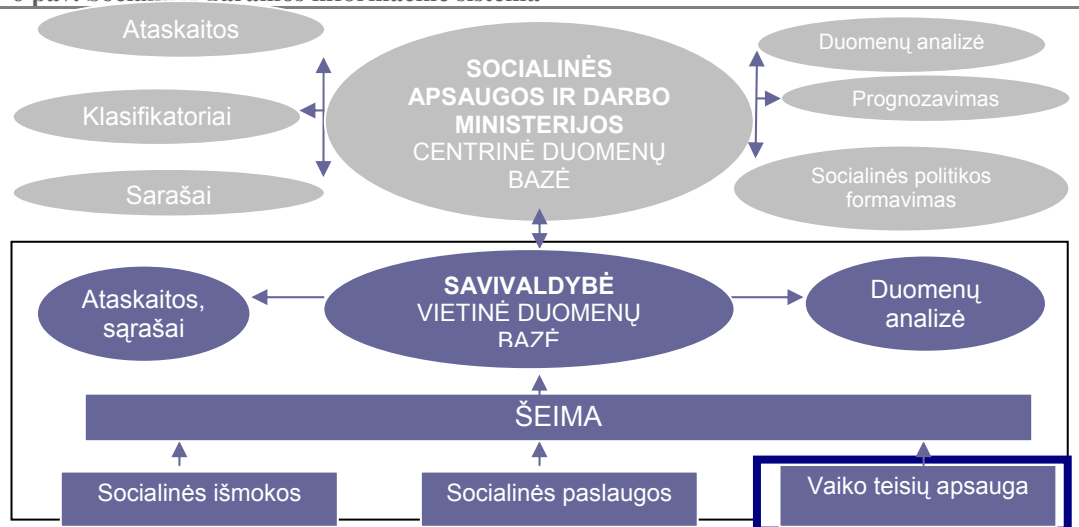 Ataskaitos
Klasifikatoriai
Sarašai
SOCIALINĖS
APSAUGOS IR DARBO
MINISTERIJOS
CENTRINĖ DUOMENŲ
BAZĖ
Duomenų analizė
Prognozavimas
Socialinės politikos
formavimas
Ataskaitos,
sąrašai
SAVIVALDYBĖ
VIETINĖ DUOMENŲ
BAZĖ
Duomenų
analizė
ŠEIMA
Socialinės išmokos
Socialinės paslaugos
Vaiko teisių apsauga